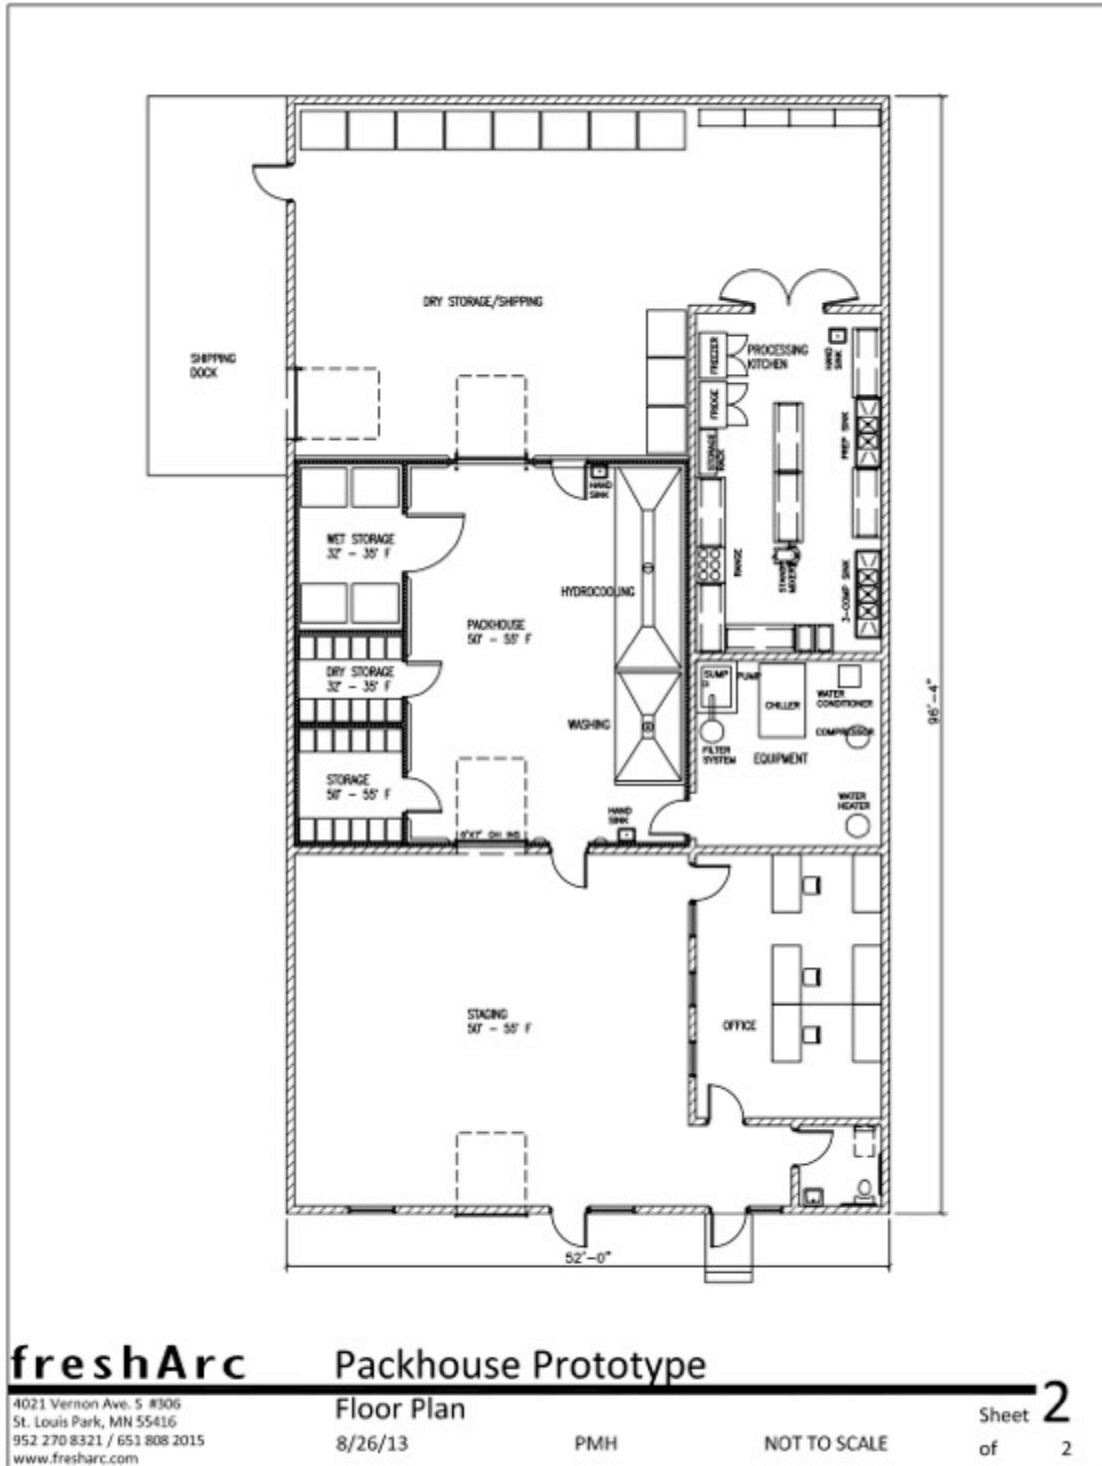 DRY STORAGE/SHIPPING
SHIPPING
DOCK
FREEZER
PROCESSING
KITCHEN
HAND
SINK
FRIDGE
PREP SINK
STORAGE
RACK
HAND
SINK
WET STORAGE
32° - 35° F
RANGE
STAND
MIXER
3-COMP SINK
HYDROCOOLING
PACKHOUSE
50° - 55° F
DRY STORAGE
32° - 35° F
SUMP
PUMP
CHILLER
WATER
CONDITIONER
96'-4"
WASHING
FILTER
SYSTEM
EQUIPMENT
COMPRESSOR
STORAGE
50° - 55° F
HAND
SINK
WATER
HEATER
STAGING
50° - 55° F
OFFICE
52'-0"
freshArc
Packhouse Prototype
4021 Vernon Ave. S #306
St. Louis Park, MN 55416
952 270 8321 / 651 808 2015
www.fresharc.com
Floor Plan
8/26/13 PMH NOT TO SCALE
Sheet 2
of 2